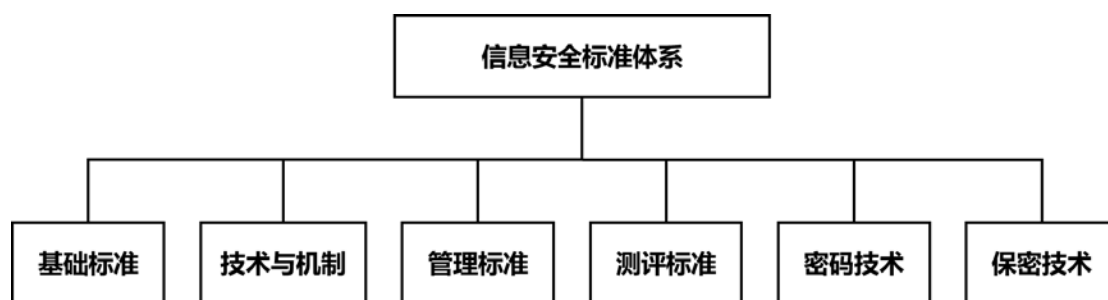 信息安全标准体系
基础标准
技术与机制
管理标准
测评标准
密码技术
保密技术